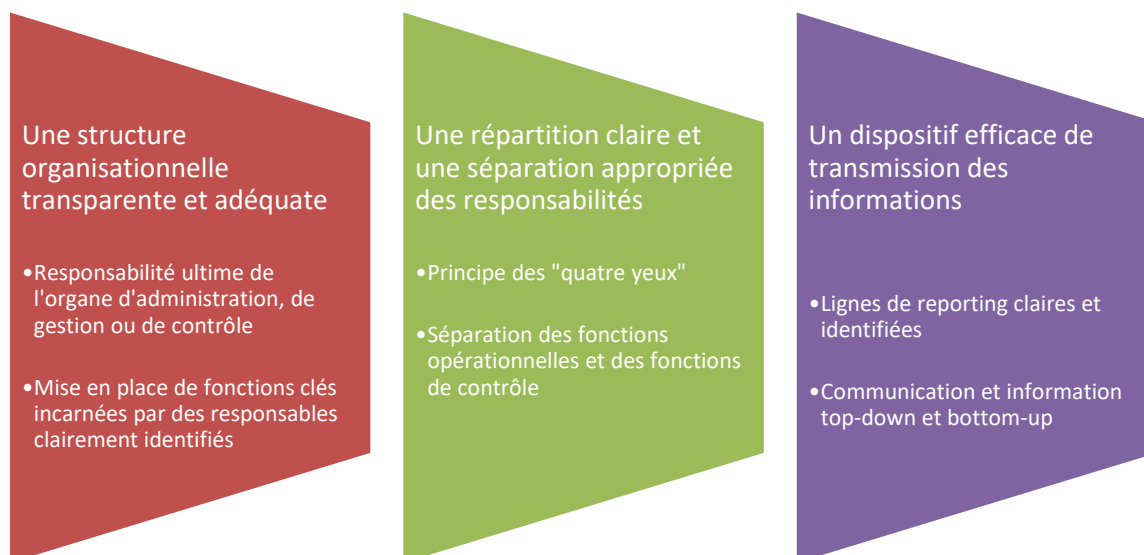 Une structure
organisationnelle
transparente et adéquate
•Responsabilité ultime de
l'organe d'administration, de
gestion ou de contrôle
•Mise en place de fonctions clés
incarnées par des responsables
clairement identifiés
Une répartition claire et
une séparation appropriée
des responsabilités
•Principe des "quatre yeux"
•Séparation des fonctions
opérationnelles et des fonctions
de contrôle
Un dispositif efficace de
transmission des
informations
•Lignes de reporting claires et
identifiées
•Communication et information
top-down et bottom-up